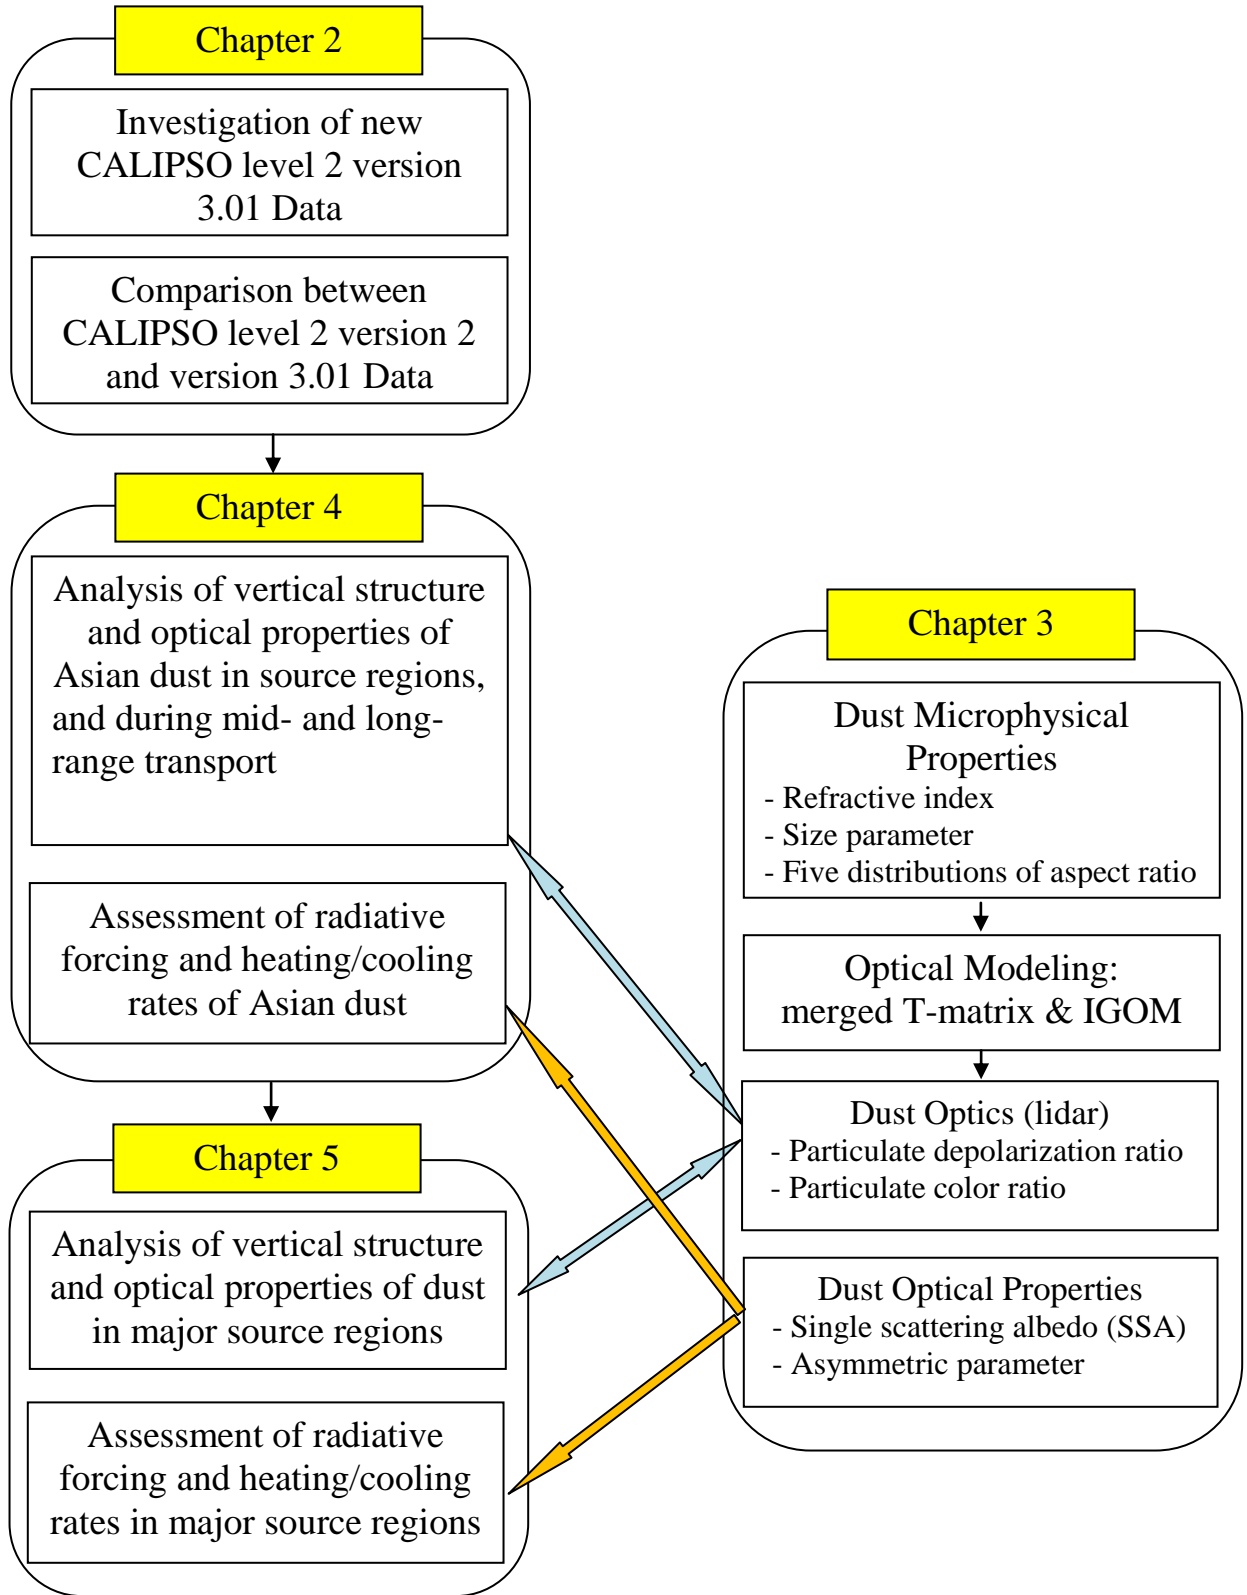 Chapter 2
Investigation of new
CALIPSO level 2 version
3.01 Data
Comparison between
CALIPSO level 2 version 2
and version 3.01 Data
Chapter 4
Analysis of vertical structure
and optical properties of
Asian dust in source regions,
and during mid- and long-
range transport
Assessment of radiative
forcing and heating/cooling
rates of Asian dust
Chapter 5
Analysis of vertical structure
and optical properties of dust
in major source regions
Assessment of radiative
forcing and heating/cooling
rates in major source regions
Chapter 3
Dust Microphysical
Properties
- Refractive index
- Size parameter
- Five distributions of aspect ratio
Optical Modeling:
merged T-matrix & IGOM
Dust Optics (lidar)
- Particulate depolarization ratio
- Particulate color ratio
Dust Optical Properties
- Single scattering albedo (SSA)
- Asymmetric parameter